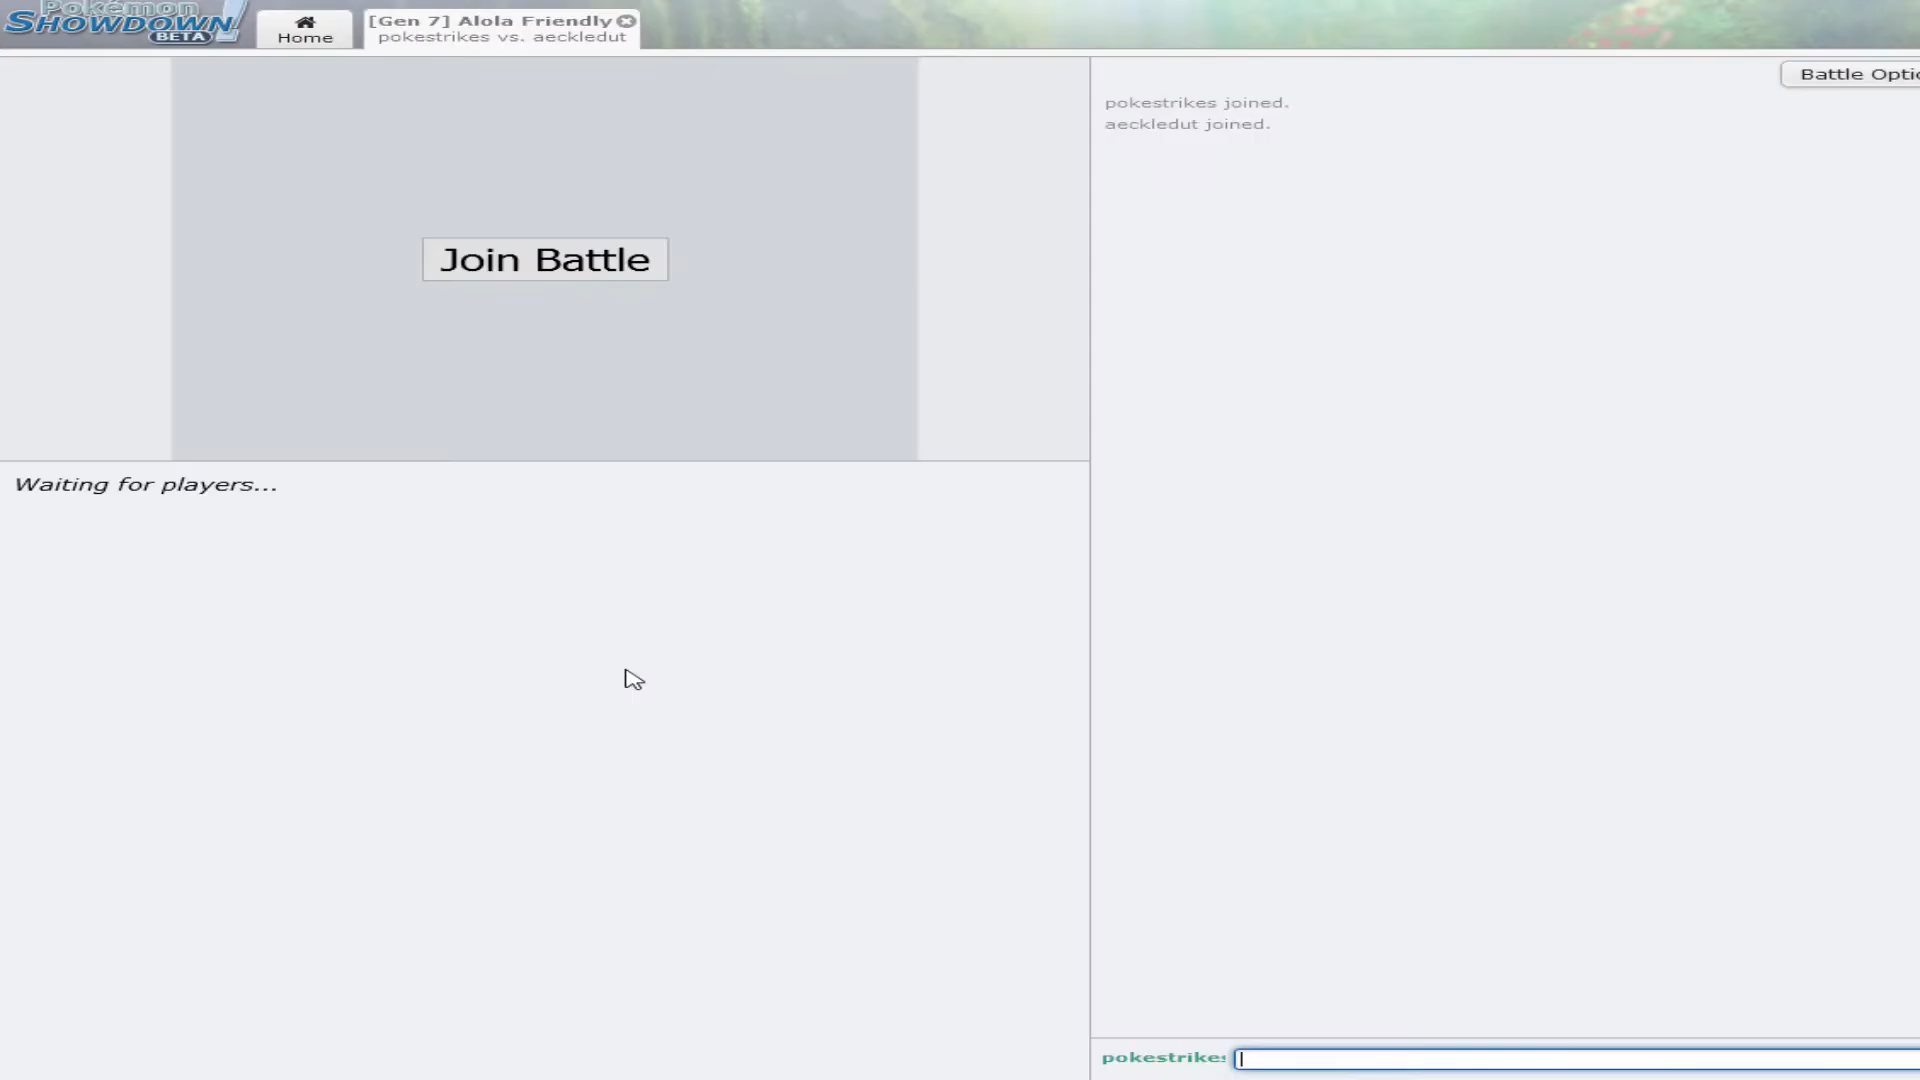 Pokémon
SHOWDOWN!
BETA
Home
[Gen 7] Alola Friendly
pokestrikes vs. aeckledut
Battle Optio
pokestrikes joined.
aeckledut joined.
Join Battle
Waiting for players...
pokestrikes